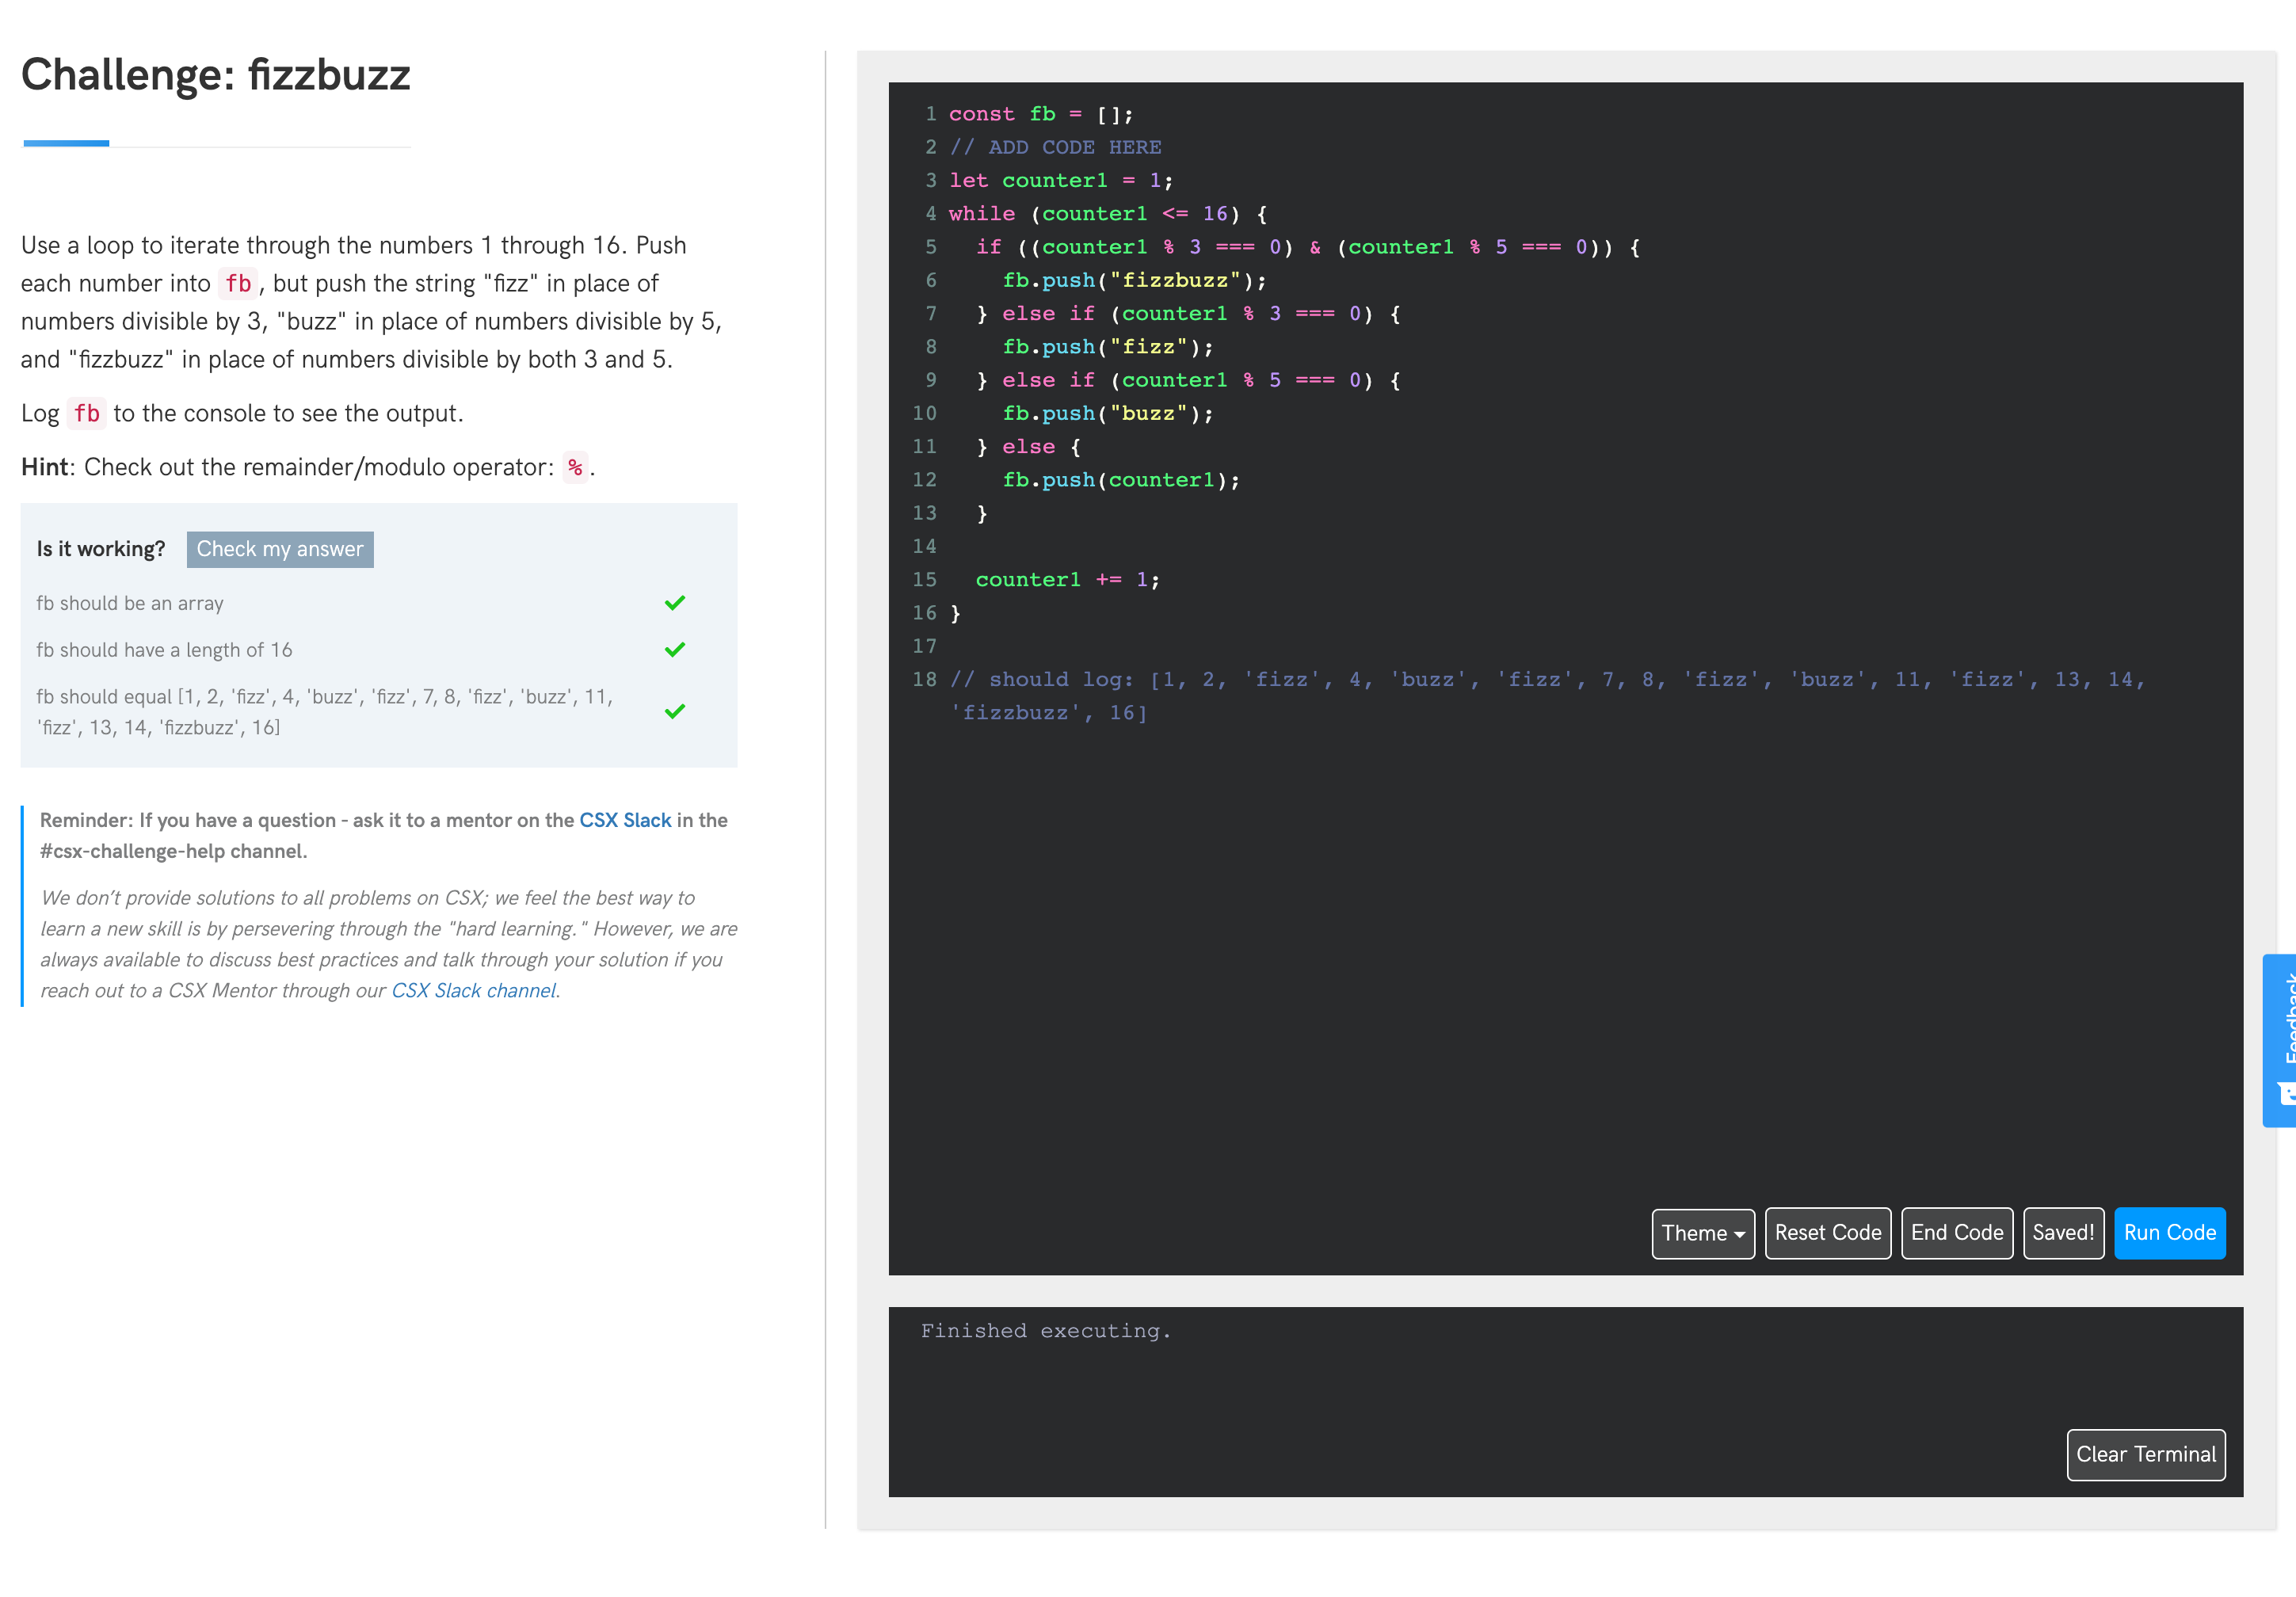 Challenge: fizzbuzz
Use a loop to iterate through the numbers 1 through 16. Push
each number into fb, but push the string "fizz" in place of
numbers divisible by 3, "buzz" in place of numbers divisible by 5,
and "fizzbuzz" in place of numbers divisible by both 3 and 5.
Log fb to the console to see the output.
Hint: Check out the remainder/modulo operator: %.
Is it working? Check my answer
fb should be an array
fb should have a length of 16
fb should equal [1, 2, 'fizz', 4, 'buzz', 'fizz', 7, 8, 'fizz', 'buzz', 11,
'fizz', 13, 14, 'fizzbuzz', 16]
Reminder: If you have a question - ask it to a mentor on the CSX Slack in the
#csx-challenge-help channel.
We don’t provide solutions to all problems on CSX; we feel the best way to
learn a new skill is by persevering through the "hard learning." However, we are
always available to discuss best practices and talk through your solution if you
reach out to a CSX Mentor through our CSX Slack channel.
1 const fb = [];
2 // ADD CODE HERE
3 let counter1 = 1;
4 while (counter1 <= 16) {
5   if ((counter1 % 3 === 0) & (counter1 % 5 === 0)) {
6     fb.push("fizzbuzz");
7   } else if (counter1 % 3 === 0) {
8     fb.push("fizz");
9   } else if (counter1 % 5 === 0) {
10     fb.push("buzz");
11   } else {
12     fb.push(counter1);
13   }
14
15   counter1 += 1;
16 }
17
18 // should log: [1, 2, 'fizz', 4, 'buzz', 'fizz', 7, 8, 'fizz', 'buzz', 11, 'fizz', 13, 14,
'fizzbuzz', 16]
Theme Reset Code End Code Saved! Run Code
Finished executing.
Clear Terminal
Feedback